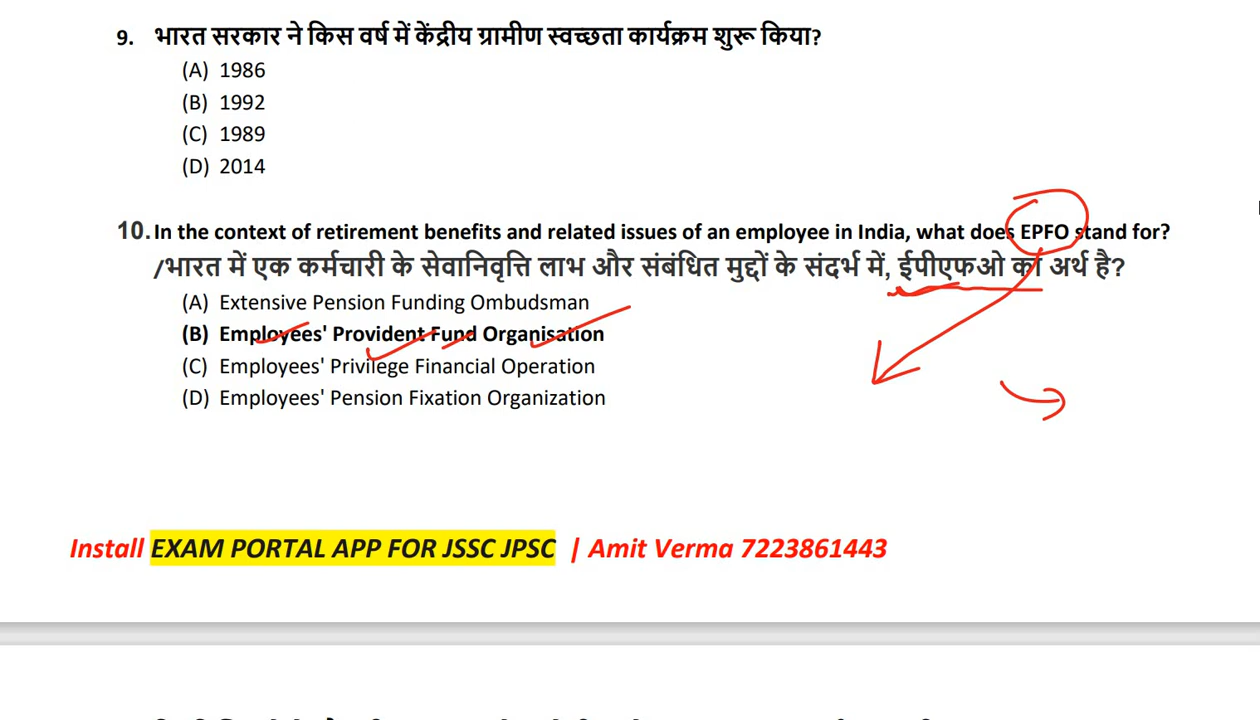 9. भारत सरकार ने किस वर्ष में केंद्रीय ग्रामीण स्वच्छता कार्यक्रम शुरू किया?
(A) 1986
(B) 1992
(C) 1989
(D) 2014
10. In the context of retirement benefits and related issues of an employee in India, what does EPFO stand for?
/भारत में एक कर्मचारी के सेवानिवृत्ति लाभ और संबंधित मुद्दों के संदर्भ में, ईपीएफओ का अर्थ है?
(A) Extensive Pension Funding Ombudsman
(B) Employees' Provident Fund Organisation
(C) Employees' Privilege Financial Operation
(D) Employees' Pension Fixation Organization
Install EXAM PORTAL APP FOR JSSC JPSC | Amit Verma 7223861443